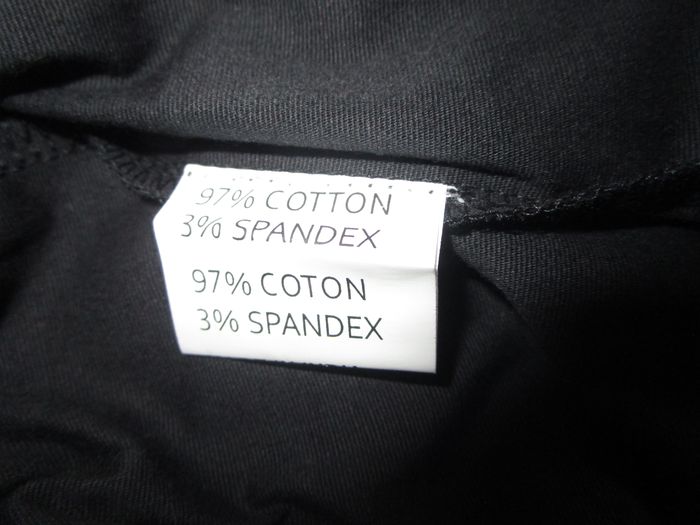 97% COTTON
3% SPANDEX
97% COTON
3% SPANDEX